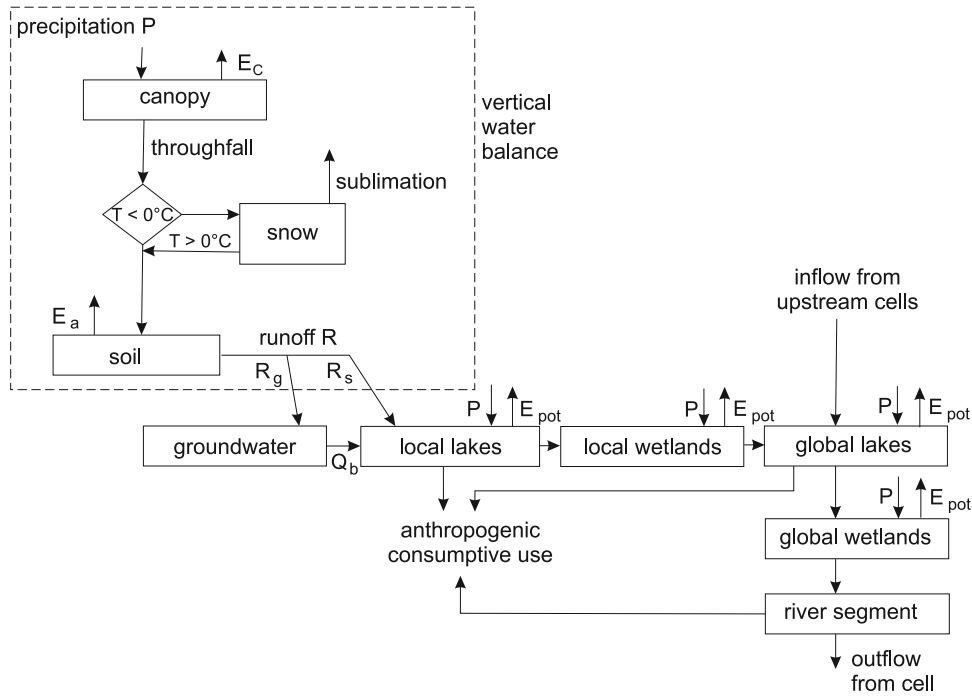 precipitation P
E_C
canopy
vertical
water
balance
throughfall
sublimation
T < 0°C
snow
T > 0°C
inflow from
upstream cells
E_a
runoff R
soil
R_g
R_s
P
E_pot
P
E_pot
P
E_pot
groundwater
Q_b
local lakes
local wetlands
global lakes
P
E_pot
anthropogenic
consumptive use
global wetlands
river segment
outflow
from cell